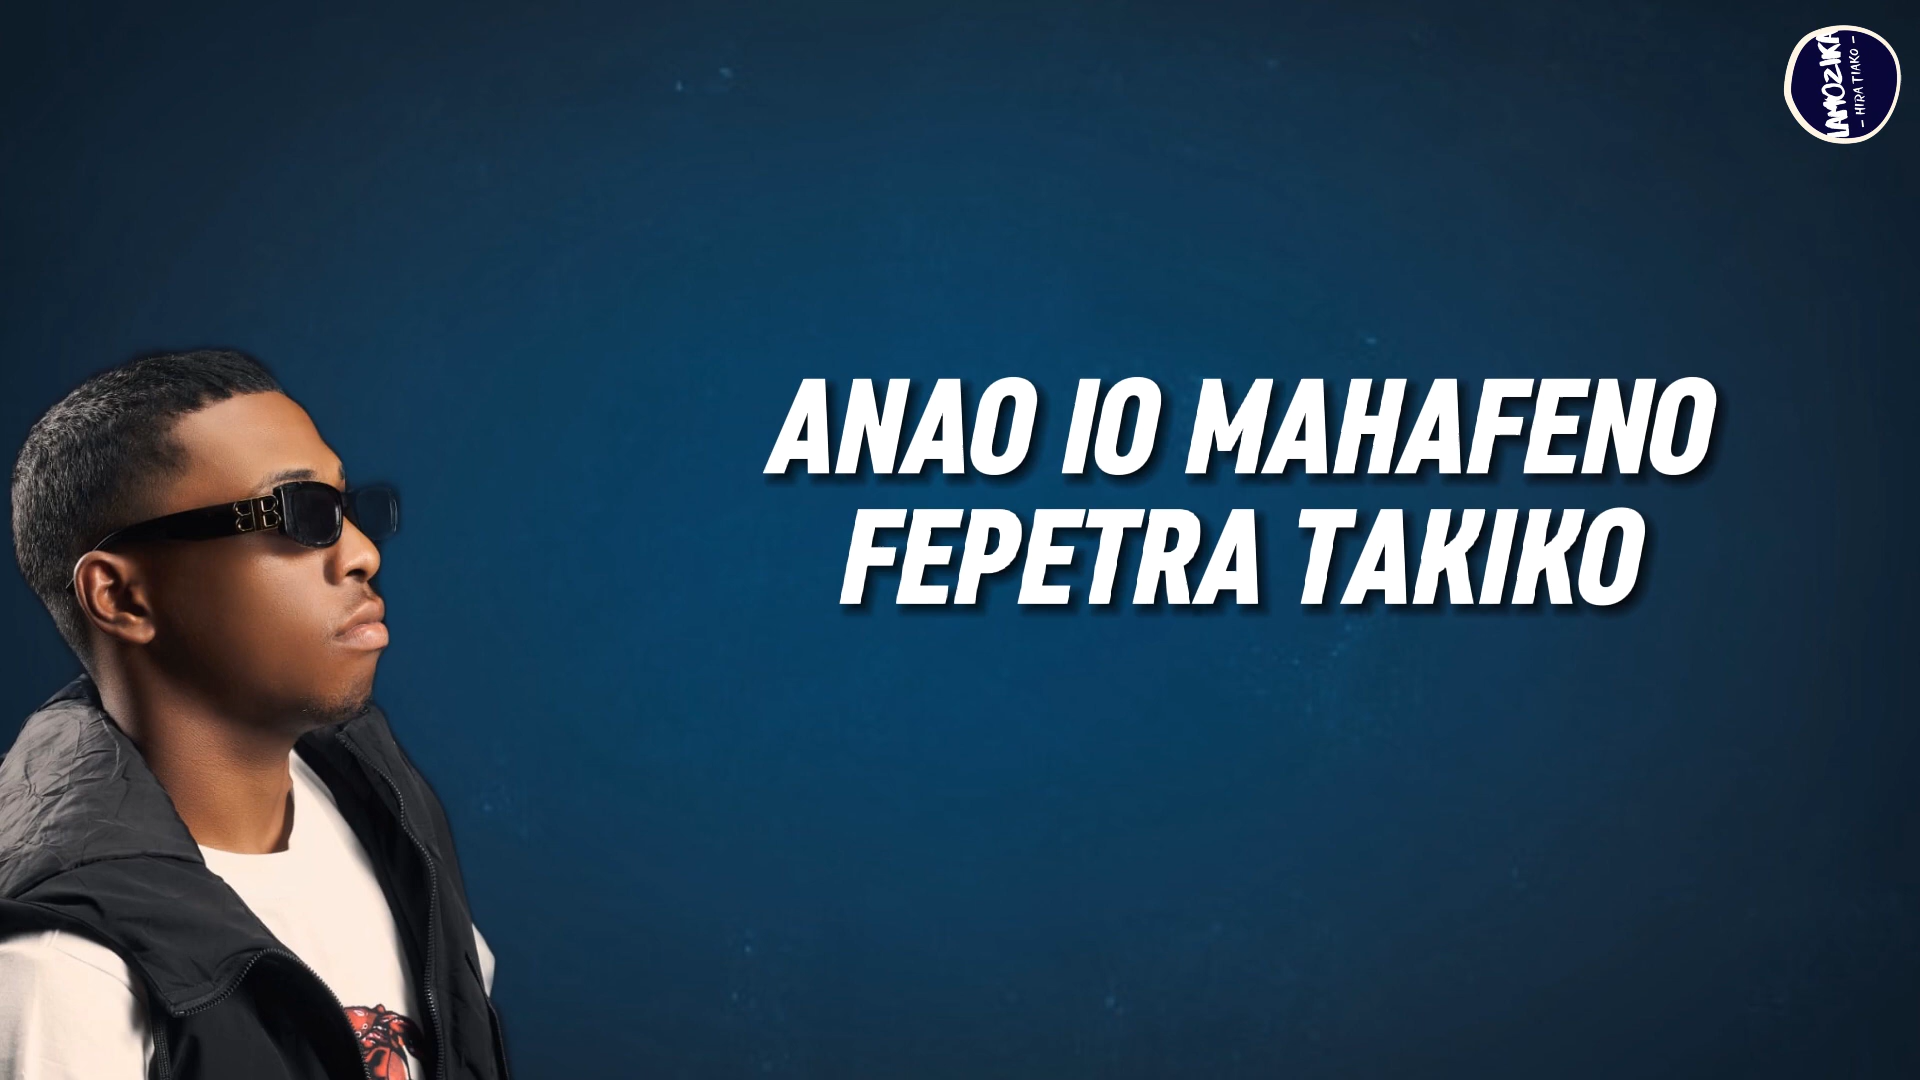 LAMOZIKA
- HIRA TIAKO -
ANAO IO MAHAFENO
FEPETRA TAKIKO